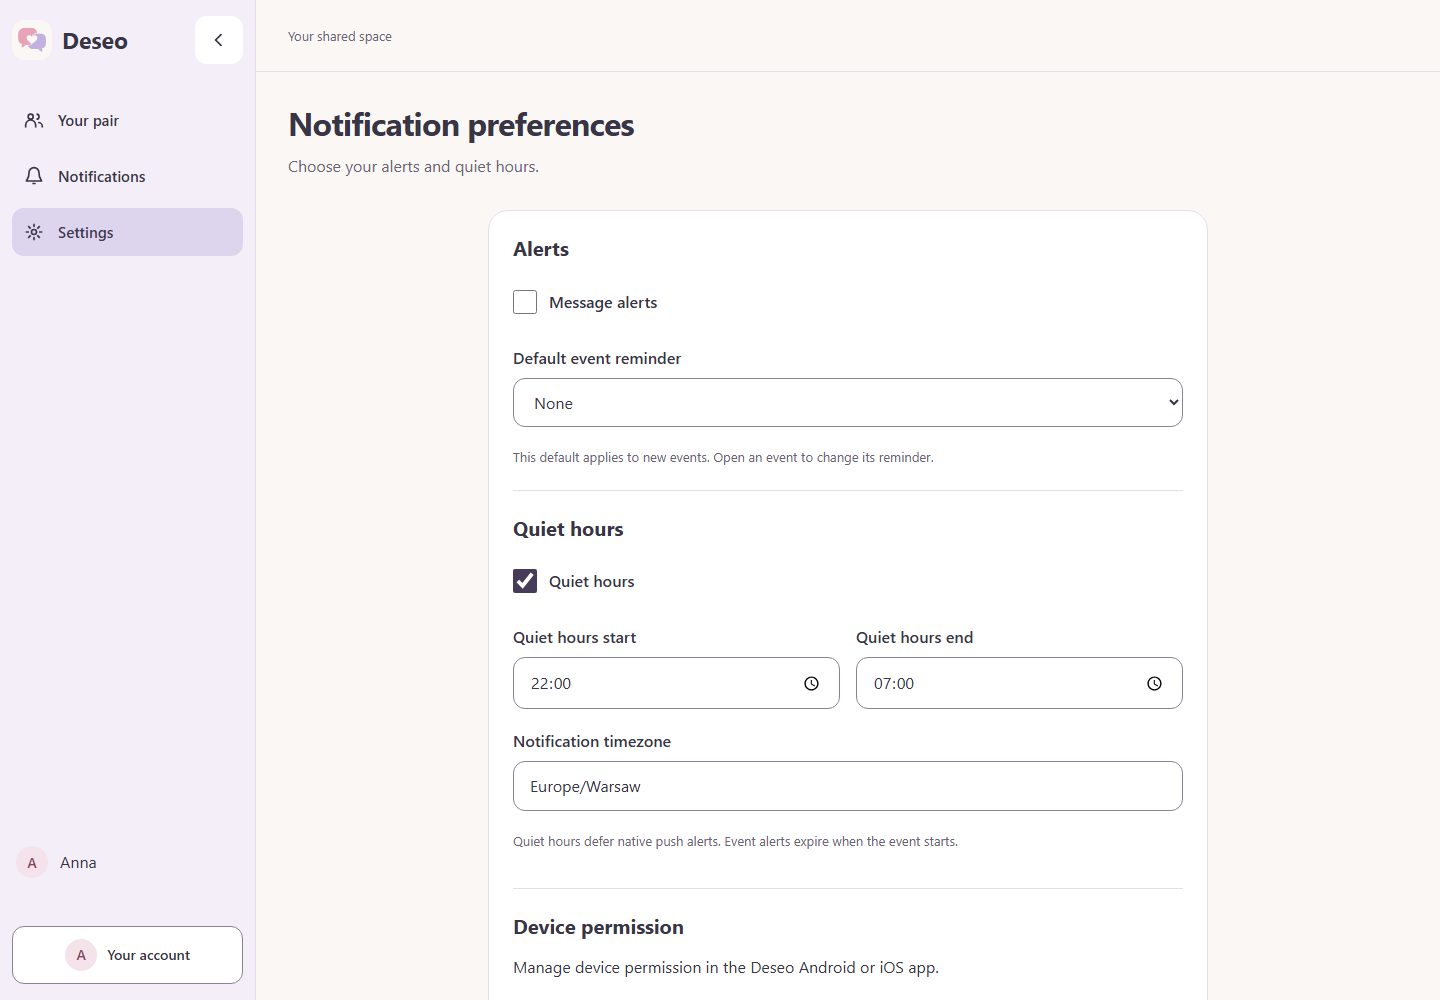 Deseo
Your shared space
Your pair
Notifications
Settings
Notification preferences
Choose your alerts and quiet hours.
Alerts
Message alerts
Default event reminder
None
This default applies to new events. Open an event to change its reminder.
Quiet hours
Quiet hours
Quiet hours start
Quiet hours end
22:00
07:00
Notification timezone
Europe/Warsaw
Quiet hours defer native push alerts. Event alerts expire when the event starts.
Device permission
Manage device permission in the Deseo Android or iOS app.
A Anna
A Your account